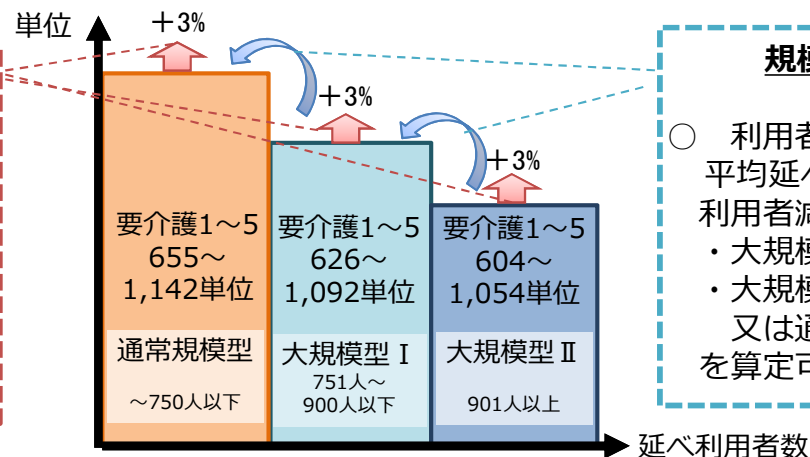 単位
+3%
+3%
+3%
要介護1～5
655～
1,142単位
通常規模型
～750人以下
要介護1～5
626～
1,092単位
大規模型Ⅰ
751人～
900人以下
要介護1～5
604～
1,054単位
大規模型Ⅱ
901人以上
延べ利用者数
規模
○ 利用者
平均延べ
利用者減
・大規模
・大規模
又は通
を算定可